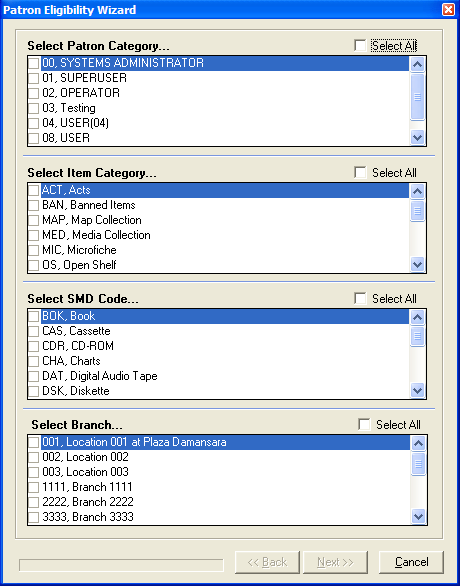 Patron Eligibility Wizard
Select Patron Category... Select All
00, SYSTEMS ADMINISTRATOR
01, SUPERUSER
02, OPERATOR
03, Testing
04, USER(04)
08, USER
Select Item Category... Select All
ACT, Acts
BAN, Banned Items
MAP, Map Collection
MED, Media Collection
MIC, Microfiche
OS, Open Shelf
Select SMD Code... Select All
BOK, Book
CAS, Cassette
CDR, CD-ROM
CHA, Charts
DAT, Digital Audio Tape
DSK, Diskette
Select Branch... Select All
001, Location 001 at Plaza Damansara
002, Location 002
003, Location 003
1111, Branch 1111
2222, Branch 2222
3333, Branch 3333
<< Back Next >> Cancel